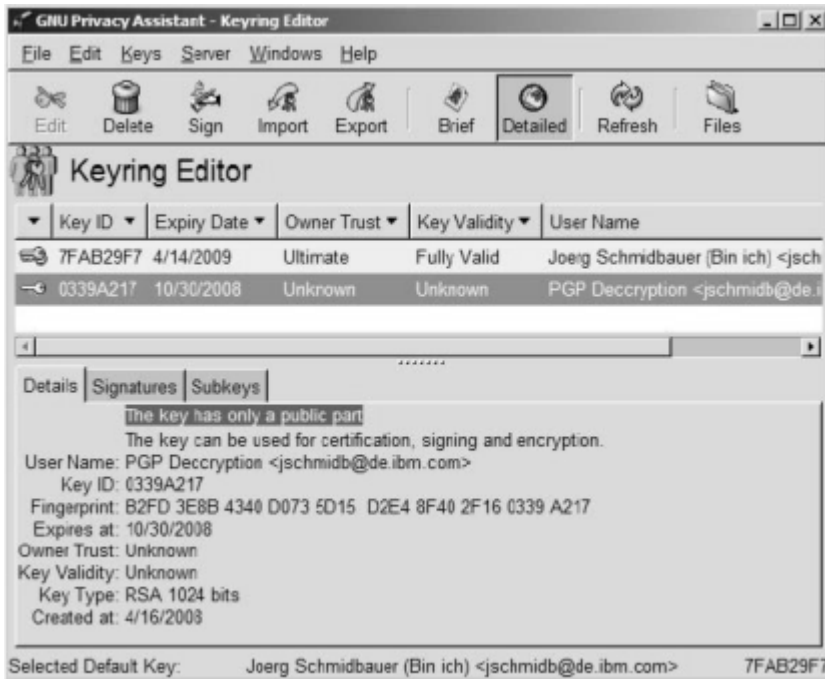 GNU Privacy Assistant - Keyring Editor
File Edit Keys Server Windows Help
Edit Delete Sign Import Export Brief Detailed Refresh Files
Keyring Editor
Key ID Expiry Date Owner Trust Key Validity User Name
7FAB29F7 4/14/2009 Ultimate Fully Valid Joerg Schmidbauer (Bin ich) <jsch
0339A217 10/30/2008 Unknown Unknown PGP Deccryption <jschmidb@de.i
Details Signatures Subkeys
The key has only a public part
The key can be used for certification, signing and encryption.
User Name: PGP Deccryption <jschmidb@de.ibm.com>
Key ID: 0339A217
Fingerprint: B2FD 3E8B 4340 D073 5D15 D2E4 8F40 2F16 0339 A217
Expires at: 10/30/2008
Owner Trust: Unknown
Key Validity: Unknown
Key Type: RSA 1024 bits
Created at: 4/16/2008
Selected Default Key: Joerg Schmidbauer (Bin ich) <jschmidb@de.ibm.com> 7FAB29F7